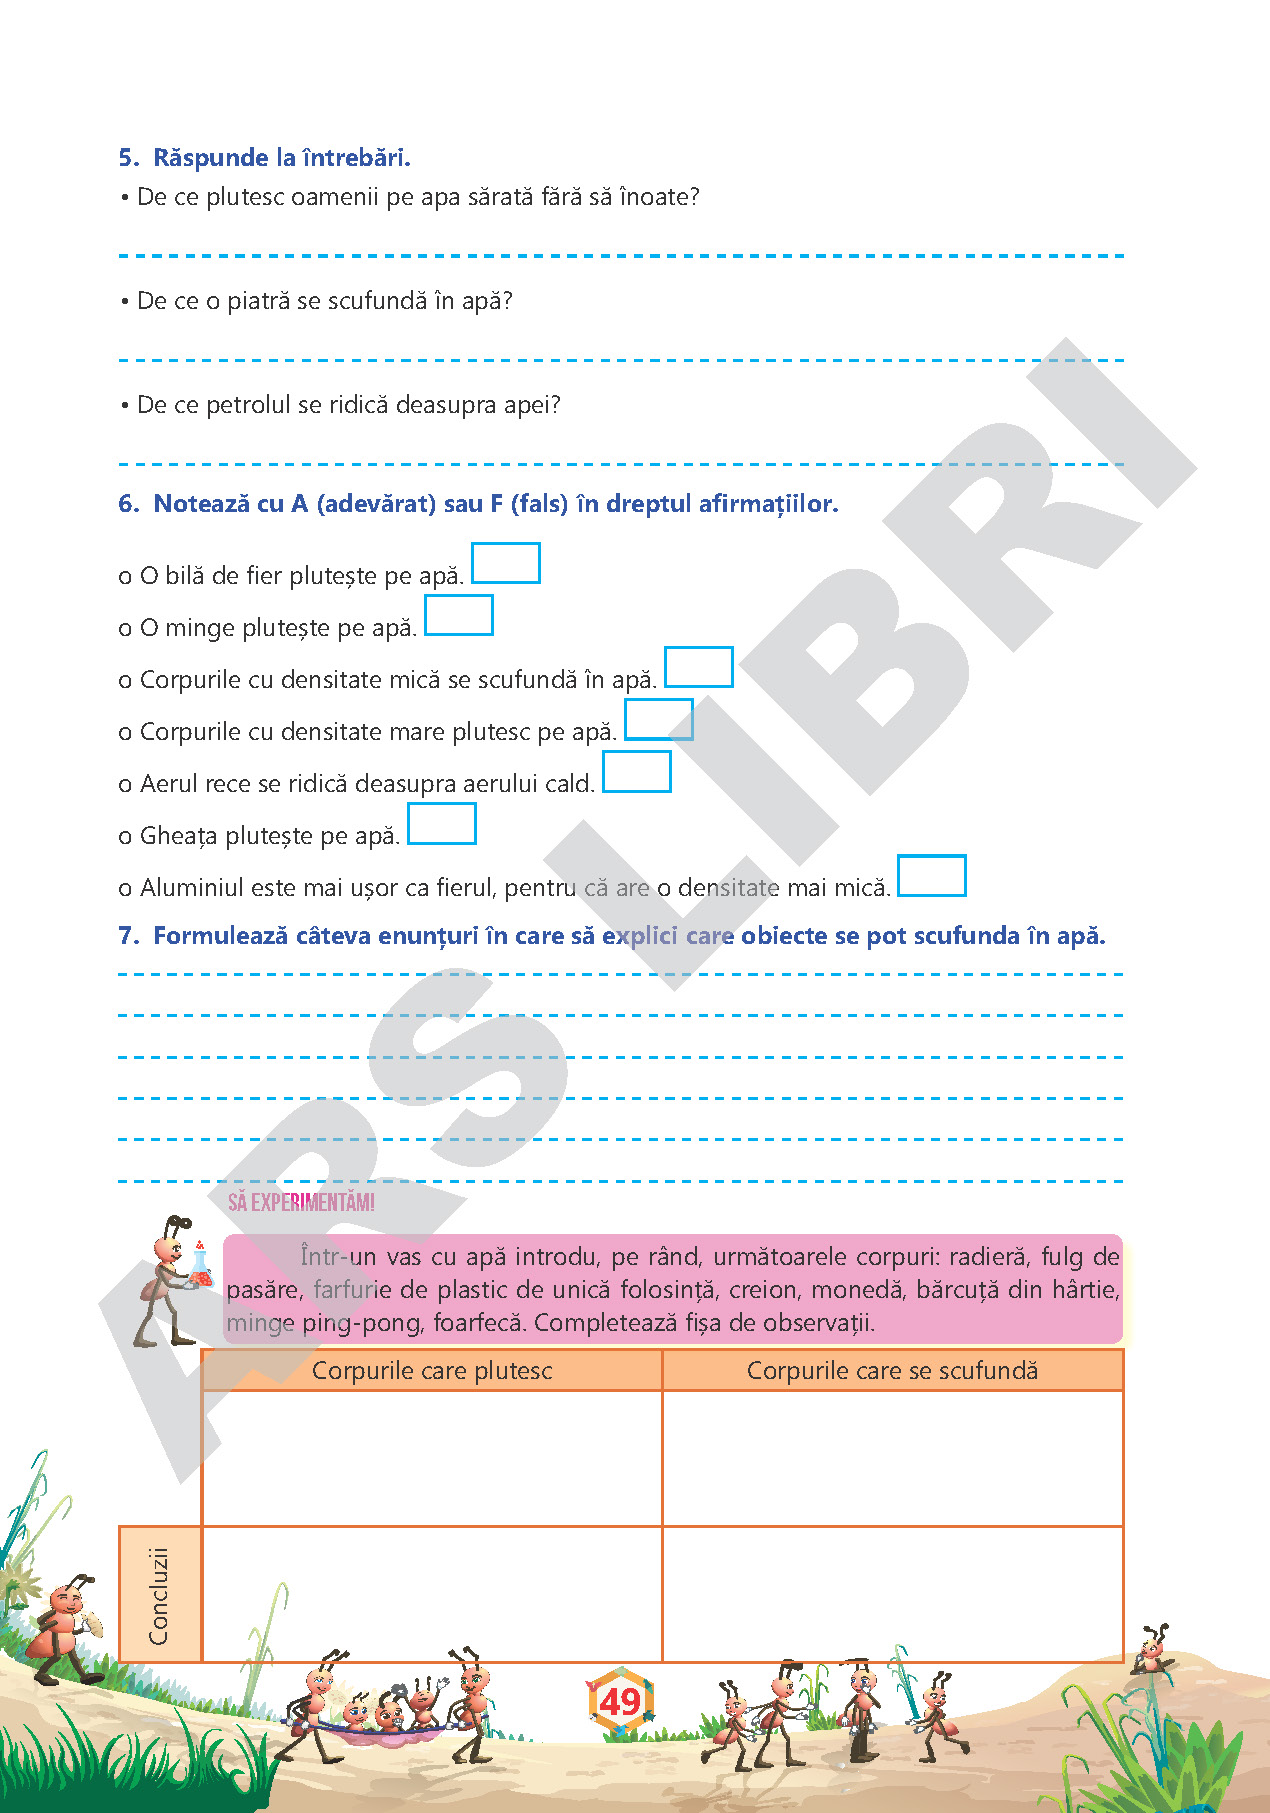 5. Răspunde la întrebări.
• De ce plutesc oamenii pe apa sărată fără să înoate?
• De ce o piatră se scufundă în apă?
• De ce petrolul se ridică deasupra apei?
6. Notează cu A (adevărat) sau F (fals) în dreptul afirmațiilor.
o O bilă de fier plutește pe apă.
o O minge plutește pe apă.
o Corpurile cu densitate mică se scufundă în apă.
o Corpurile cu densitate mare plutesc pe apă.
o Aerul rece se ridică deasupra aerului cald.
o Gheața plutește pe apă.
o Aluminiul este mai ușor ca fierul, pentru că are o densitate mai mică.
7. Formulează câteva enunțuri în care să explici care obiecte se pot scufunda în apă.
SĂ EXPERIMENTĂM!
Într-un vas cu apă introdu, pe rând, următoarele corpuri: radieră, fulg de
pasăre, farfurie de plastic de unică folosință, creion, monedă, bărcuță din hârtie,
minge ping-pong, foarfecă. Completează fișa de observații.
Corpurile care plutesc
Corpurile care se scufundă
Concluzii
49
ARS LIBRI